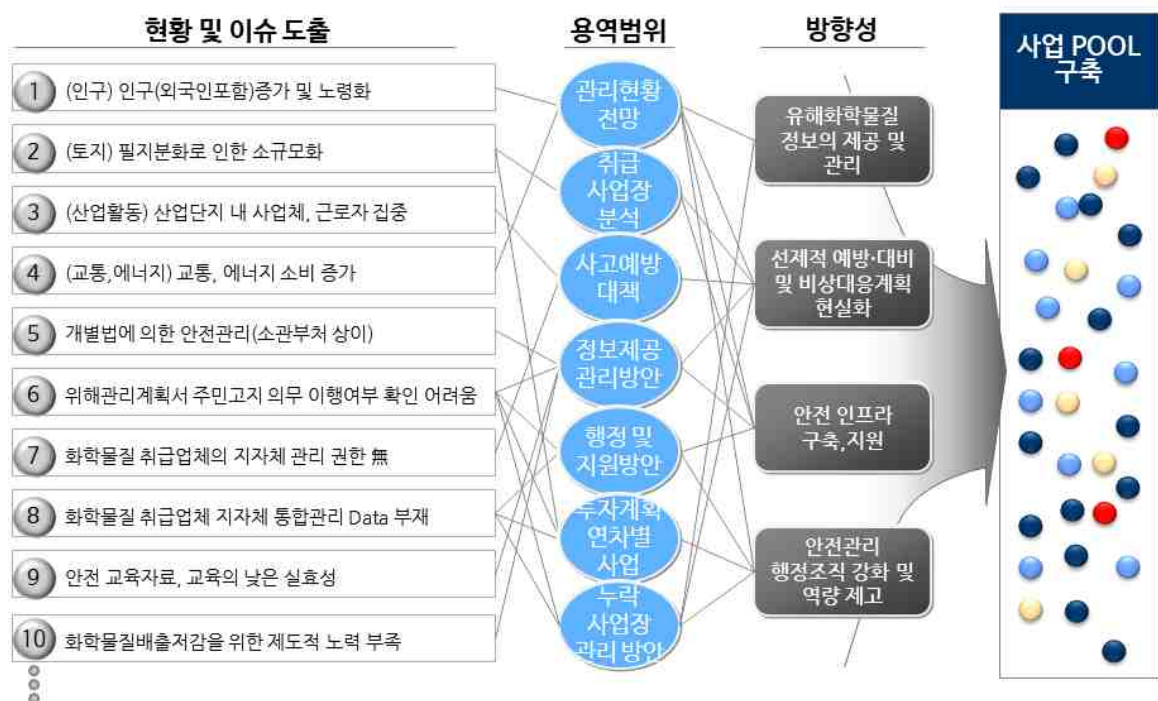 현황 및 이슈 도출
용역범위
방향성
사업 POOL
구축
1 (인구) 인구(외국인포함)증가 및 노령화
2 (토지) 필지분화로 인한 소규모화
3 (산업활동) 산업단지 내 사업체, 근로자 집중
4 (교통,에너지) 교통, 에너지 소비 증가
5 개별법에 의한 안전관리(소관부처 상이)
6 위해관리계획서 주민고지 의무 이행여부 확인 어려움
7 화학물질 취급업체의 지자체 관리 권한 無
8 화학물질 취급업체 지자체 통합관리 Data 부재
9 안전 교육자료, 교육의 낮은 실효성
10 화학물질배출저감을 위한 제도적 노력 부족
관리현황
전망
취급
사업장
분석
사고예방
대책
정보제공
관리방안
행정 및
지원방안
투자계획
연차별
사업
누락
사업장
관리 방안
유해화학물질
정보의 제공 및
관리
선제적 예방·대비
및 비상대응계획
현실화
안전 인프라
구축,지원
안전관리
행정조직 강화 및
역량 제고